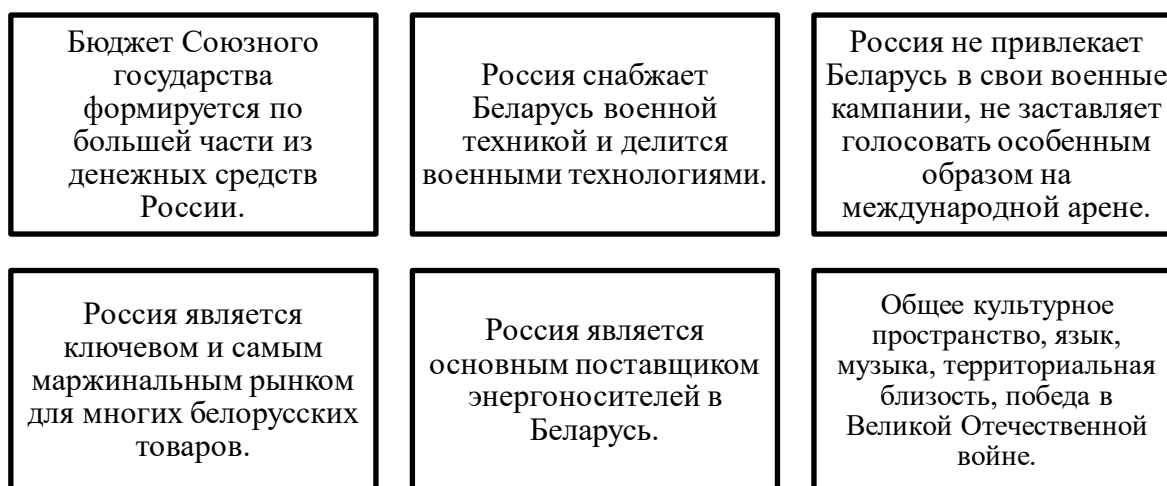 Бюджет Союзного
государства
формируется по
большей части из
денежных средств
России.
Россия снабжает
Беларусь военной
техникой и делится
военными технологиями.
Россия не привлекает
Беларусь в свои военные
кампании, не заставляет
голосовать особенным
образом на
международной арене.
Россия является
ключевом и самым
маржинальным рынком
для многих белорусских
товаров.
Россия является
основным поставщиком
энергоносителей в
Беларусь.
Общее культурное
пространство, язык,
музыка, территориальная
близость, победа в
Великой Отечественной
войне.